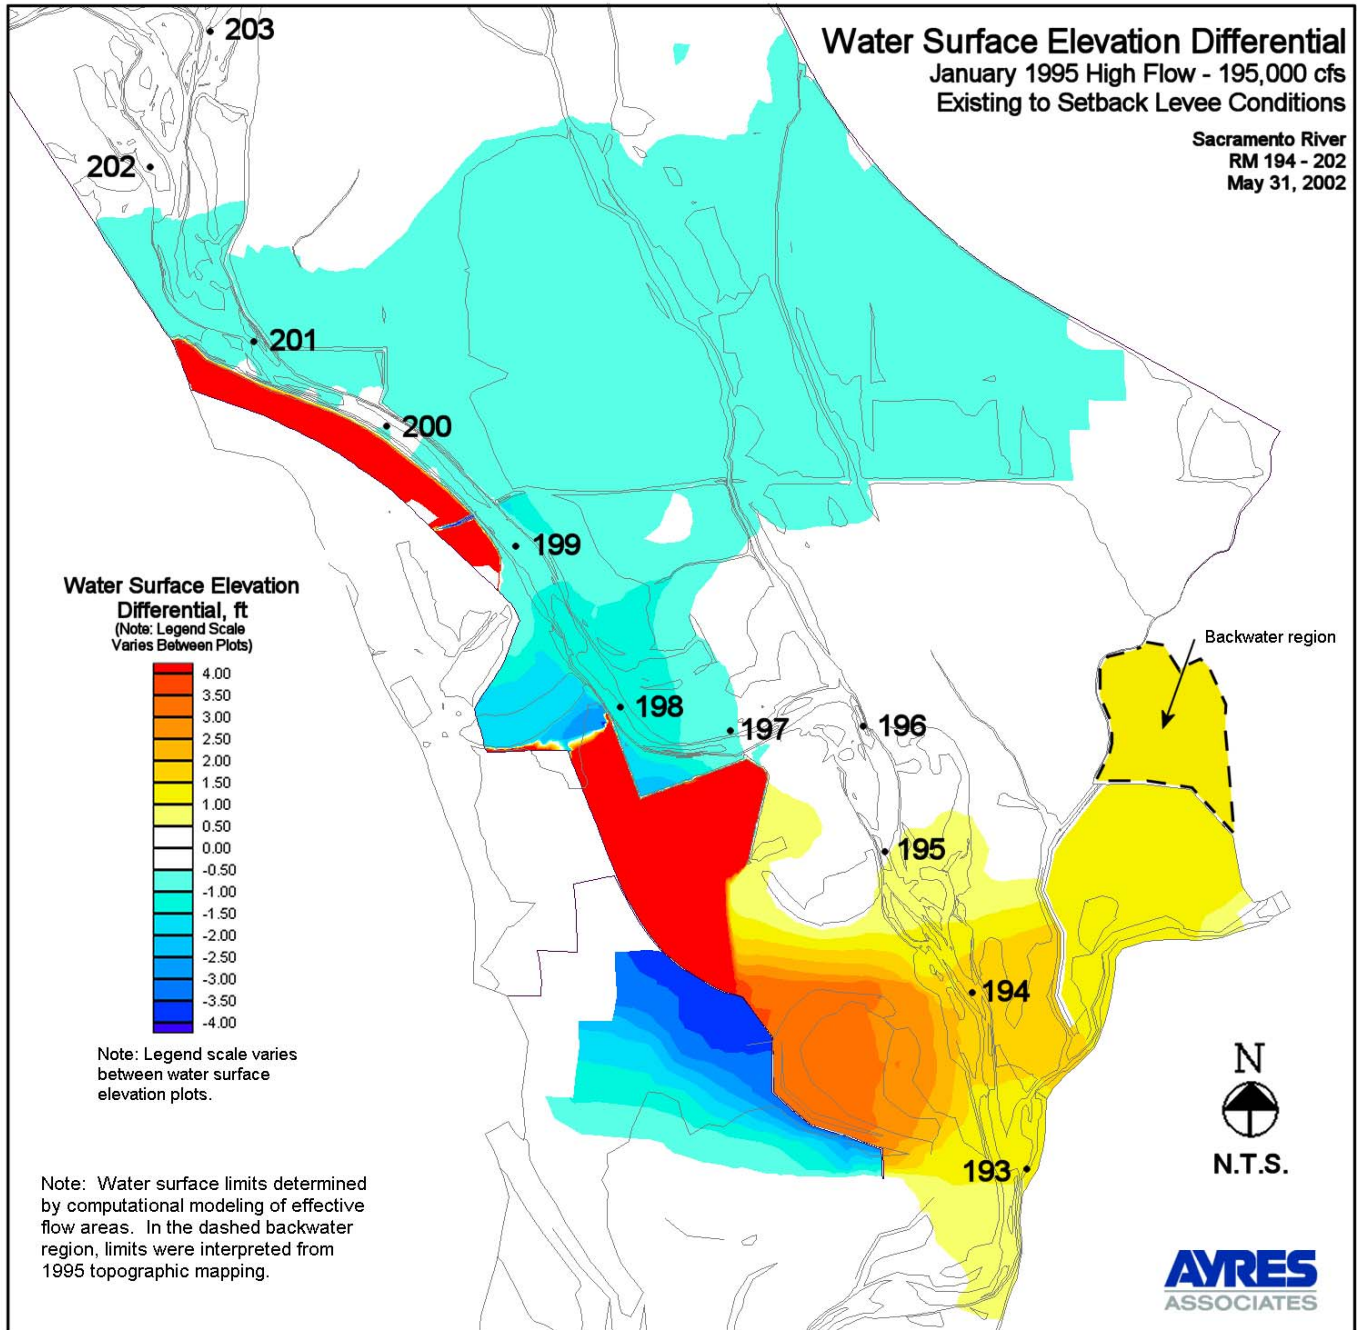 Water Surface Elevation Differential
January 1995 High Flow - 195,000 cfs
Existing to Setback Levee Conditions
Sacramento River
RM 194 - 202
May 31, 2002
203
202
201
200
199
198
197
196
195
194
193
Backwater region
Water Surface Elevation
Differential, ft
(Note: Legend Scale
Varies Between Plots)
4.00
3.50
3.00
2.50
2.00
1.50
1.00
0.50
0.00
-0.50
-1.00
-1.50
-2.00
-2.50
-3.00
-3.50
-4.00
Note: Legend scale varies
between water surface
elevation plots.
Note: Water surface limits determined
by computational modeling of effective
flow areas. In the dashed backwater
region, limits were interpreted from
1995 topographic mapping.
N
N.T.S.
AYRES
ASSOCIATES